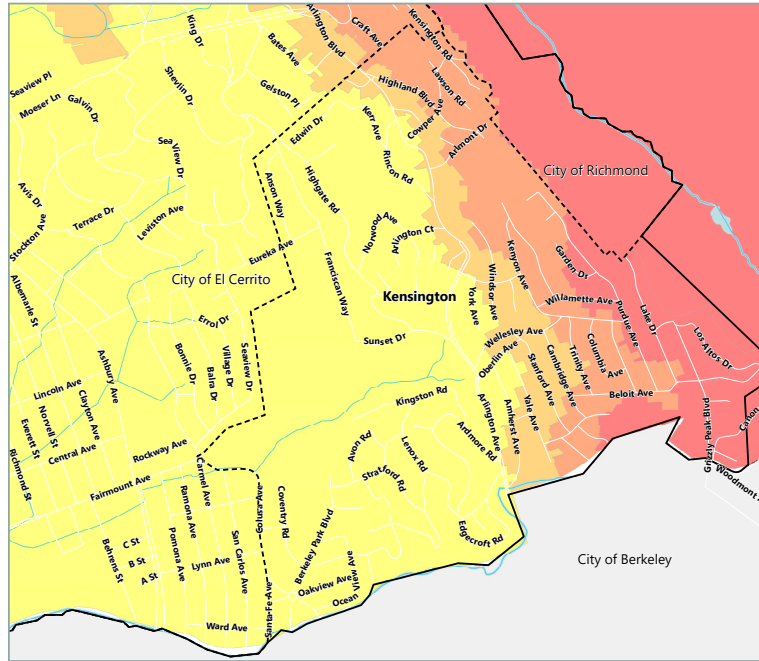 King Dr
Arlington Blvd
Craft Ave
Kensington Rd
Bates Ave
Seaview Pl
Moeser Ln
Galvin Dr
Shevlin Dr
Gelston Pl
Highland Blvd
Lawson Rd
Cowper Ave
Kerr Ave
Edwin Dr
Arlmont Dr
Sea View Dr
Rincon Rd
City of Richmond
Highgate Rd
Anson Way
Avis Dr
Terrace Dr
Leviston Ave
Stockton Ave
Norwood Ave
Arlington Ct
Eureka Ave
Kenyon Ave
Garden Dr
City of El Cerrito
Franciscan Way
Windsor Ave
Albemarle St
Kensington
York Ave
Willamette Ave
Purdue Ave
Lake Dr
Errol Dr
Sunset Dr
Wellesley Ave
Oberlin Ave
Los Altos Dr
Bonnie Dr
Balra Dr
Village Dr
Seaview Dr
Stanford Ave
Cambridge Ave
Trinity Ave
Columbia Ave
Ashbury Ave
Lincoln Ave
Clayton Ave
Norvell St
Everett St
Kingston Rd
Beloit Ave
Arlington Ave
Amherst Ave
Yale Ave
Grizzly Peak Blvd
Ardmore Rd
Avon Rd
Lenox Rd
Stratford Rd
Central Ave
Rockway Ave
Richmond St
Fairmount Ave
Carmel Ave
Ramona Ave
Colusa Ave
Coventry Rd
Woodmont
Berkeley Park Blvd
Edgecroft Rd
C St
B St
A St
Behrens St
Pomona Ave
Lynn Ave
San Carlos Ave
City of Berkeley
Oakview Ave
Ocean View Ave
Santa Fe Ave
Ward Ave